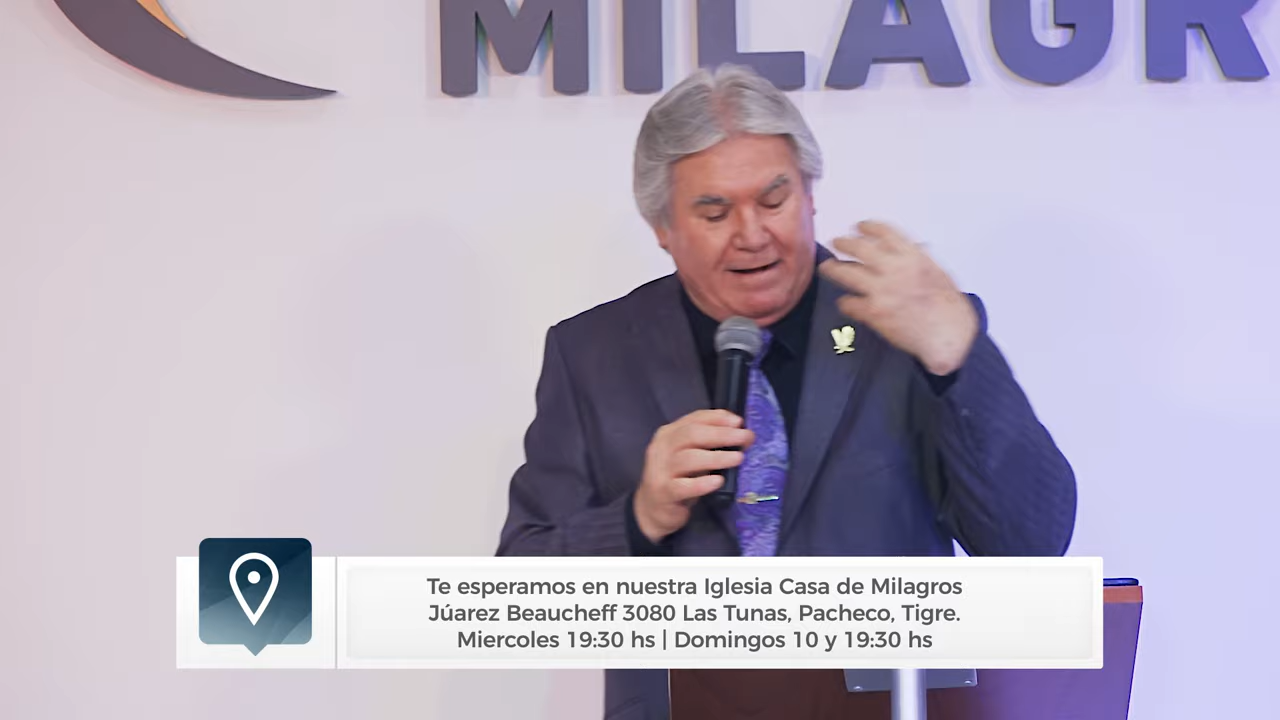 MILAGR
Te esperamos en nuestra Iglesia Casa de Milagros
Júarez Beaucheff 3080 Las Tunas, Pacheco, Tigre.
Miercoles 19:30 hs | Domingos 10 y 19:30 hs